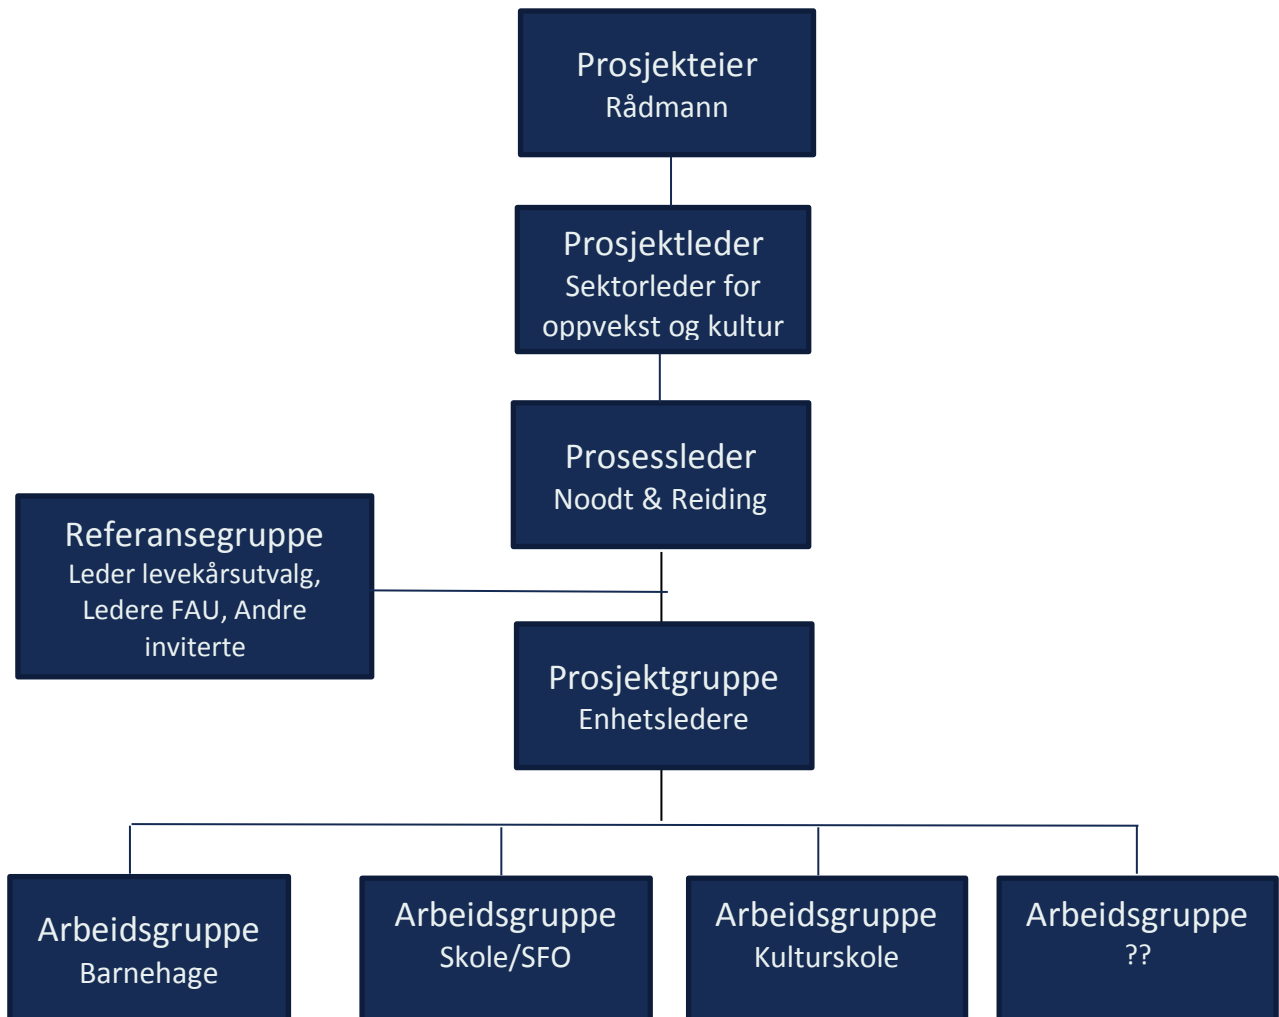 Prosjekteier
Rådmann
Prosjektleder
Sektorleder for
oppvekst og kultur
Prosessleder
Noodt & Reiding
Referansegruppe
Leder levekårsutvalg,
Ledere FAU, Andre
inviterte
Prosjektgruppe
Enhetsledere
Arbeidsgruppe
Barnehage
Arbeidsgruppe
Skole/SFO
Arbeidsgruppe
Kulturskole
Arbeidsgruppe
??